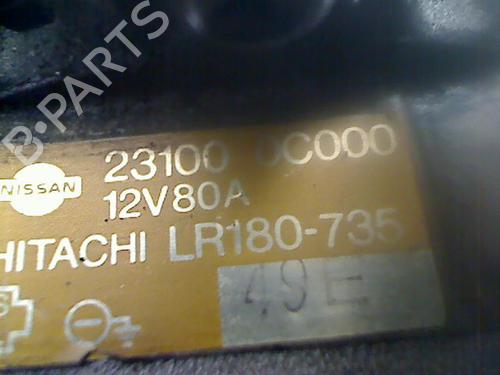 B-PARTS
NISSAN
23100 0C000
12V80A
HITACHI LR180-735
49E
S